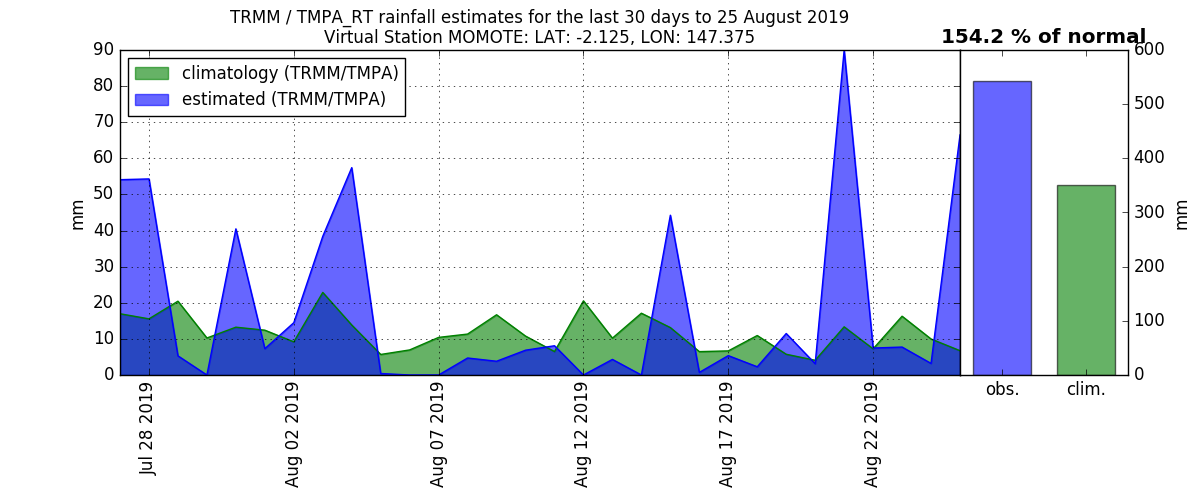 TRMM / TMPA_RT rainfall estimates for the last 30 days to 25 August 2019
Virtual Station MOMOTE: LAT: -2.125, LON: 147.375
154.2 % of normal
climatology (TRMM/TMPA)
estimated (TRMM/TMPA)
mm
90
80
70
60
50
40
30
20
10
0
Jul 28 2019
Aug 02 2019
Aug 07 2019
Aug 12 2019
Aug 17 2019
Aug 22 2019
obs.
clim.
600
500
400
300
200
100
0
mm